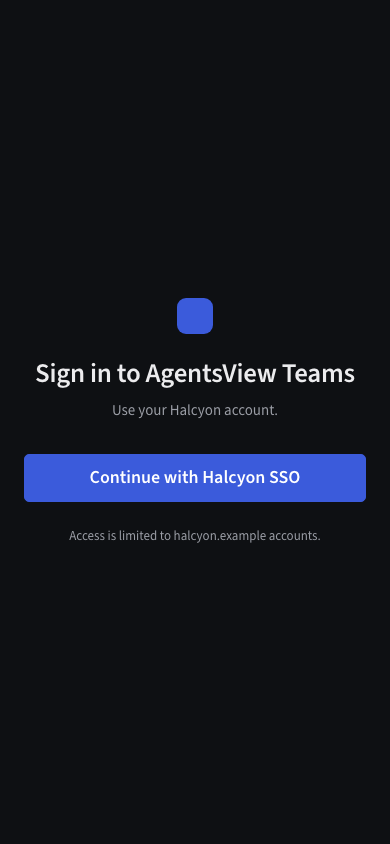 Sign in to AgentsView Teams
Use your Halcyon account.
Continue with Halcyon SSO
Access is limited to halcyon.example accounts.